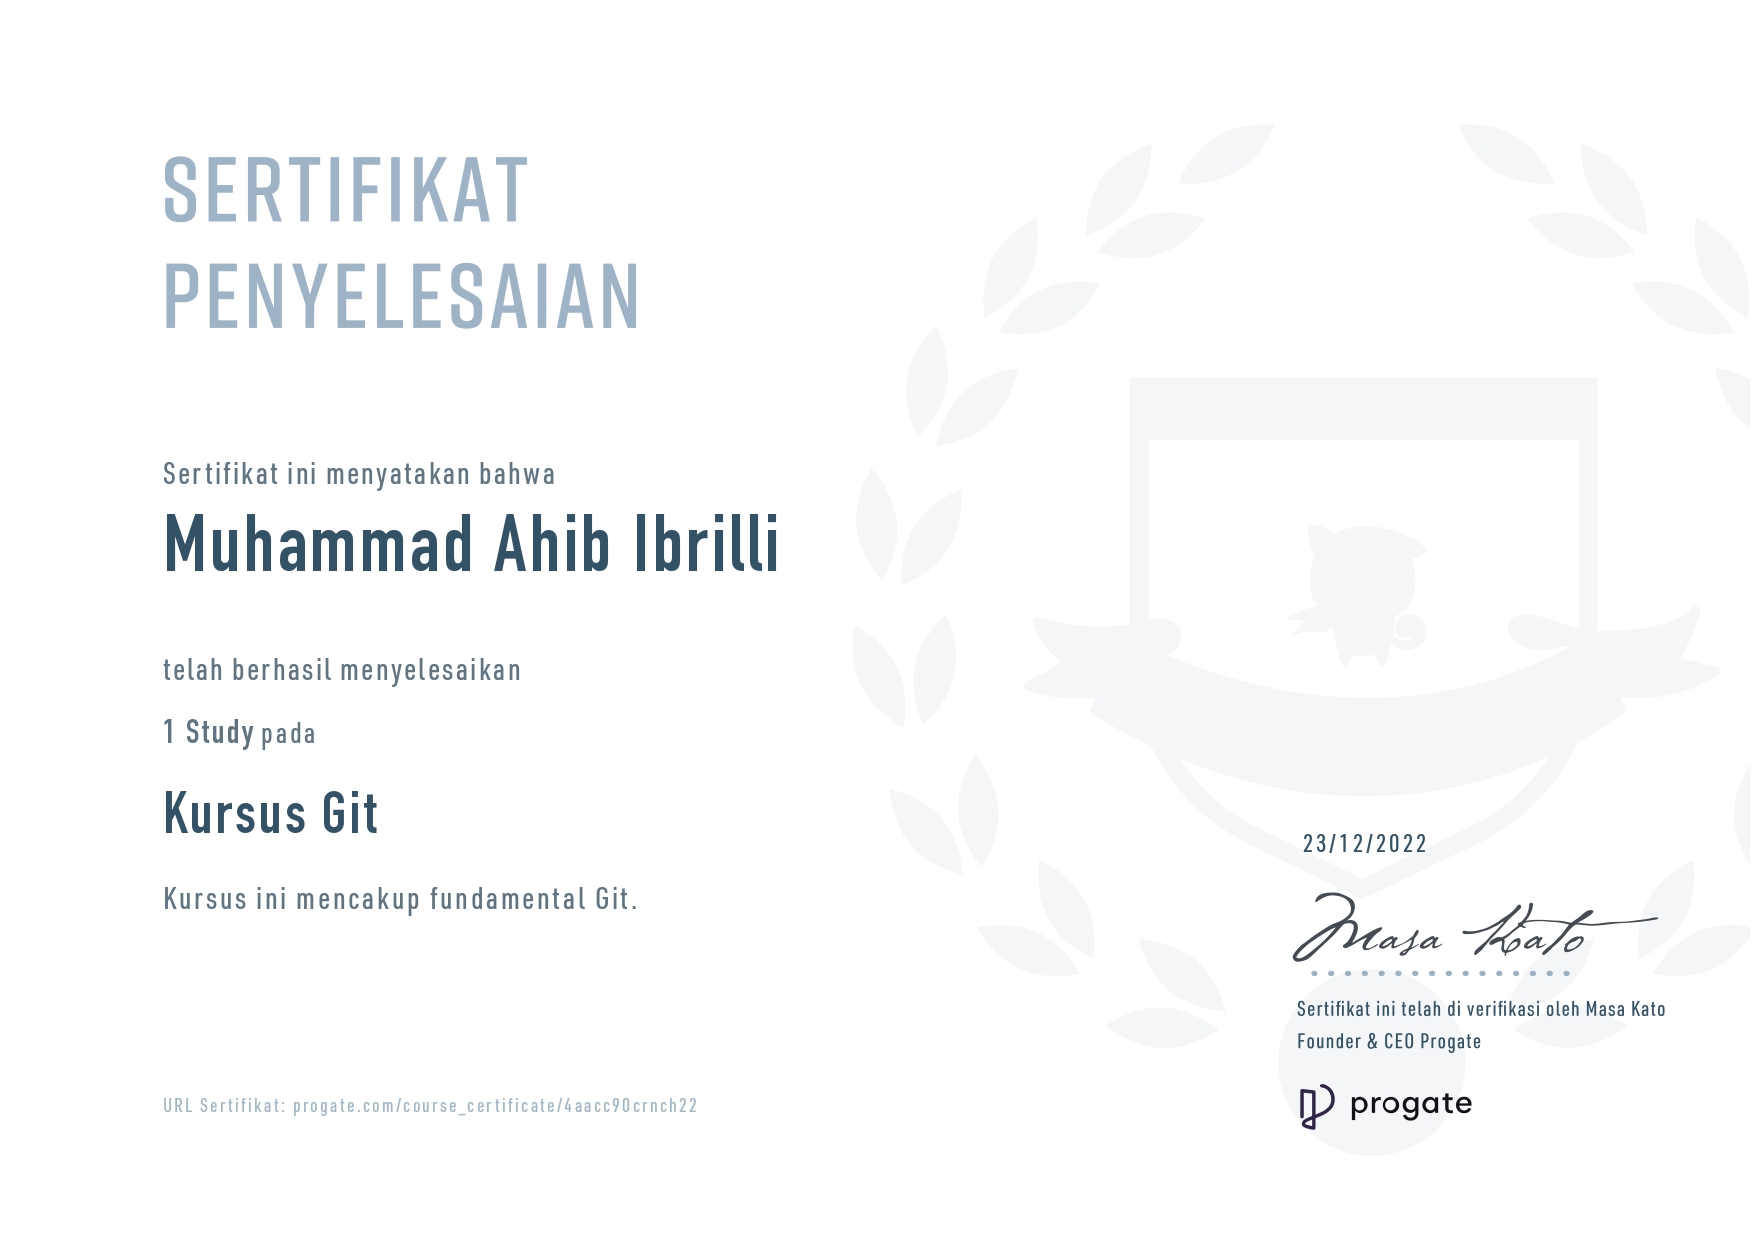 SERTIFIKAT
PENYELESAIAN
Sertifikat ini menyatakan bahwa
Muhammad Ahib Ibrilli
telah berhasil menyelesaikan
1 Study pada
Kursus Git
Kursus ini mencakup fundamental Git.
23/12/2022
Masa Kato
Sertifikat ini telah di verifikasi oleh Masa Kato
Founder & CEO Progate
progate
URL Sertifikat: progate.com/course_certificate/4aacc90crnch22